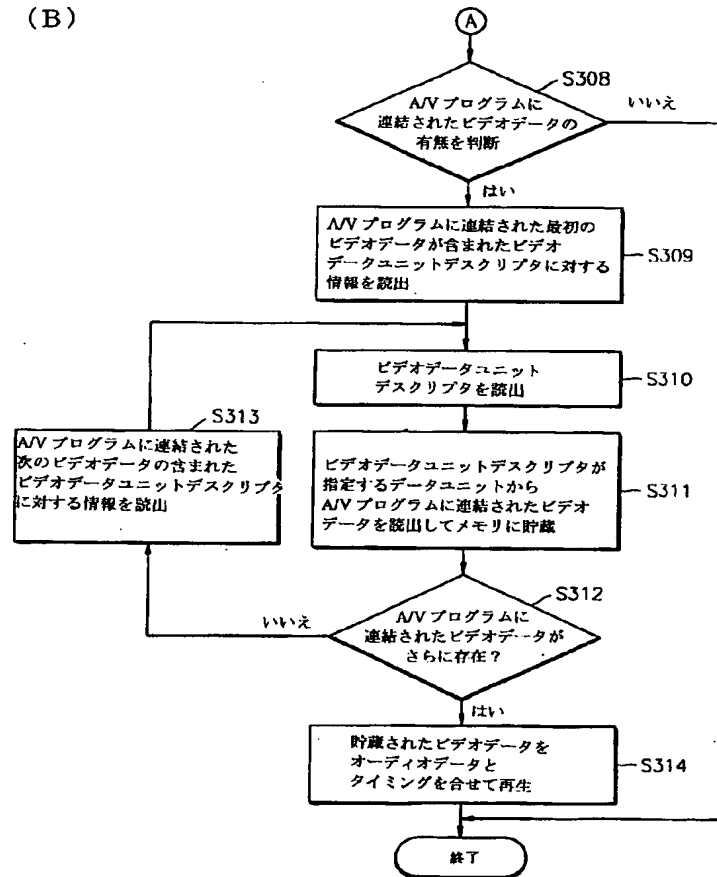 (B)
A
S308
A/V プログラムに
連結されたビデオデータの
有無を判断
いいえ
はい
A/V プログラムに連結された最初の
ビデオデータが含まれたビデオ
データユニットデスクリプタに対する
情報を読出
S309
ビデオデータユニット
デスクリプタを読出
S310
S313
A/V プログラムに連結された
次のビデオデータの含まれた
ビデオデータユニットデスクリプタ
に対する情報を読出
ビデオデータユニットデスクリプタが
指定するデータユニットから
A/V プログラムに連結されたビデオ
データを読出してメモリに貯蔵
S311
S312
A/V プログラムに
連結されたビデオデータが
さらに存在?
いいえ
はい
貯蔵されたビデオデータを
オーディオデータと
タイミングを合せて再生
S314
終了